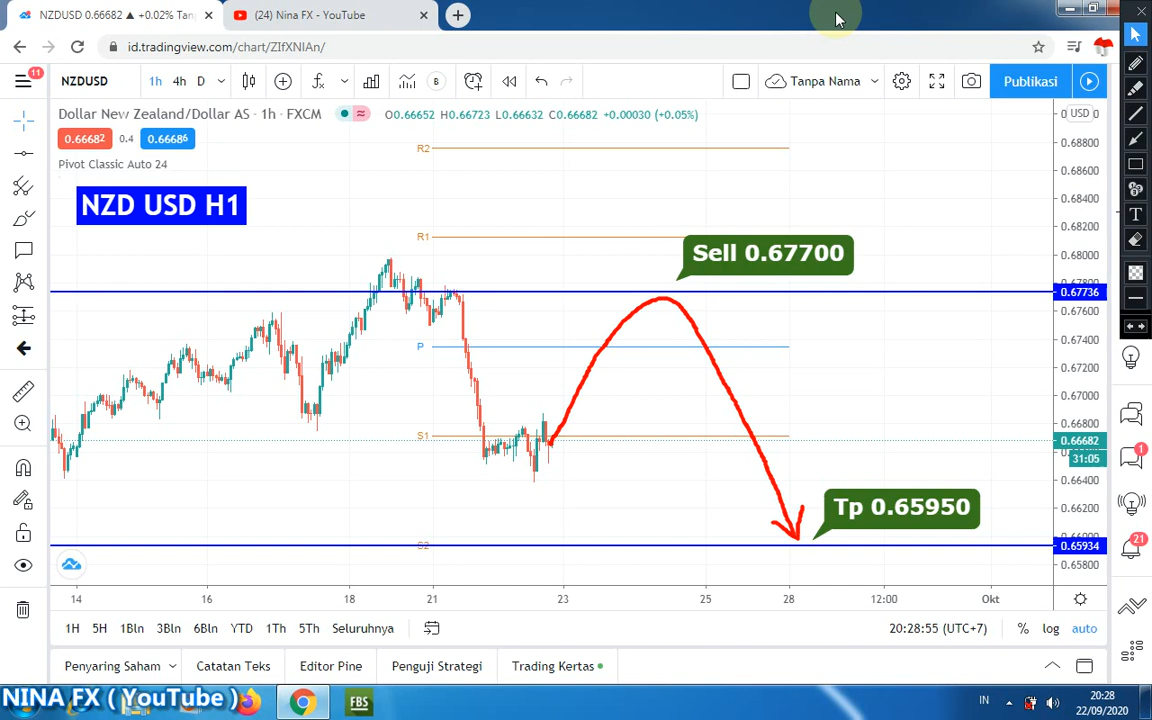 NZDUSD 0.66682 ▲ +0.02% Tan
(24) Nina FX - YouTube
id.tradingview.com/chart/ZIfXNIAn/
11
NZDUSD
1h
4h
D
B
Tanpa Nama
Publikasi
Dollar New Zealand/Dollar AS - 1h - FXCM
O0.66652 H0.66723 L0.66632 C0.66682 +0.00030 (+0.05%)
USD
0.66682
0.4
0.66686
Pivot Classic Auto 24
NZD USD H1
R2
R1
P
S1
S2
Sell 0.67700
Tp 0.65950
0.68800
0.68600
0.68400
0.68200
0.68000
0.67736
0.67600
0.67400
0.67200
0.67000
0.66800
0.66682
31:05
0.66400
0.66200
0.65934
0.65800
14
16
18
21
23
25
28
12:00
Okt
1
21
1H
5H
1Bln
3Bln
6Bln
YTD
1Th
5Th
Seluruhnya
20:28:55 (UTC+7)
%
log
auto
Penyaring Saham
Catatan Teks
Editor Pine
Penguji Strategi
Trading Kertas
NINA FX ( YouTube )
FBS
IN
20:28
22/09/2020